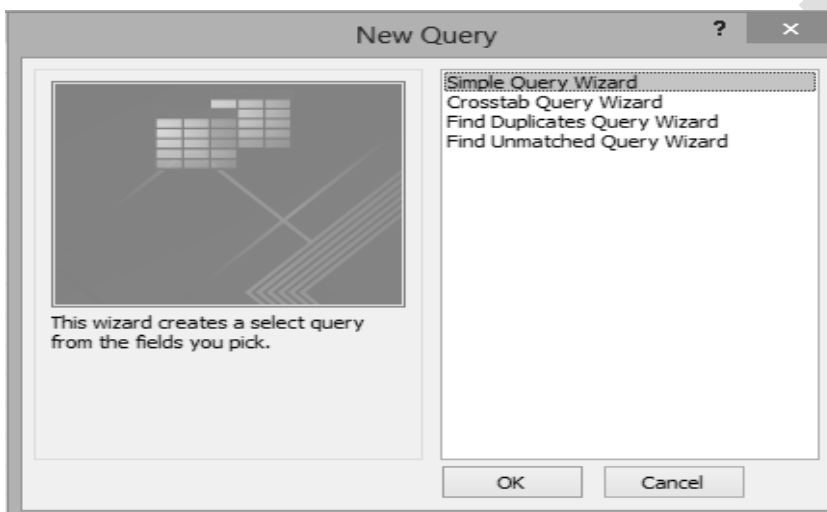 New Query
?
×
Simple Query Wizard
Crosstab Query Wizard
Find Duplicates Query Wizard
Find Unmatched Query Wizard
This wizard creates a select query
from the fields you pick.
OK
Cancel